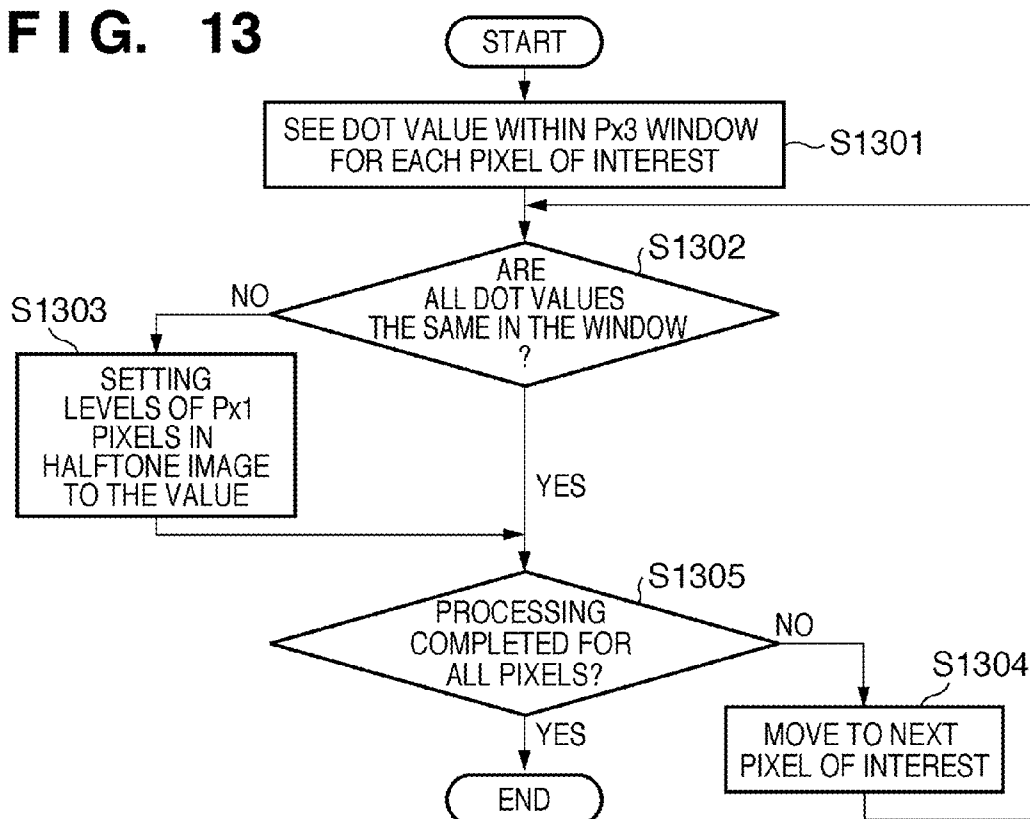 FIG. 13
START
SEE DOT VALUE WITHIN Px3 WINDOW
FOR EACH PIXEL OF INTEREST
S1301
S1302
ARE
ALL DOT VALUES
THE SAME IN THE WINDOW
?
NO
S1303
SETTING
LEVELS OF Px1
PIXELS IN
HALFTONE IMAGE
TO THE VALUE
YES
S1305
PROCESSING
COMPLETED FOR
ALL PIXELS?
NO
S1304
MOVE TO NEXT
PIXEL OF INTEREST
YES
END